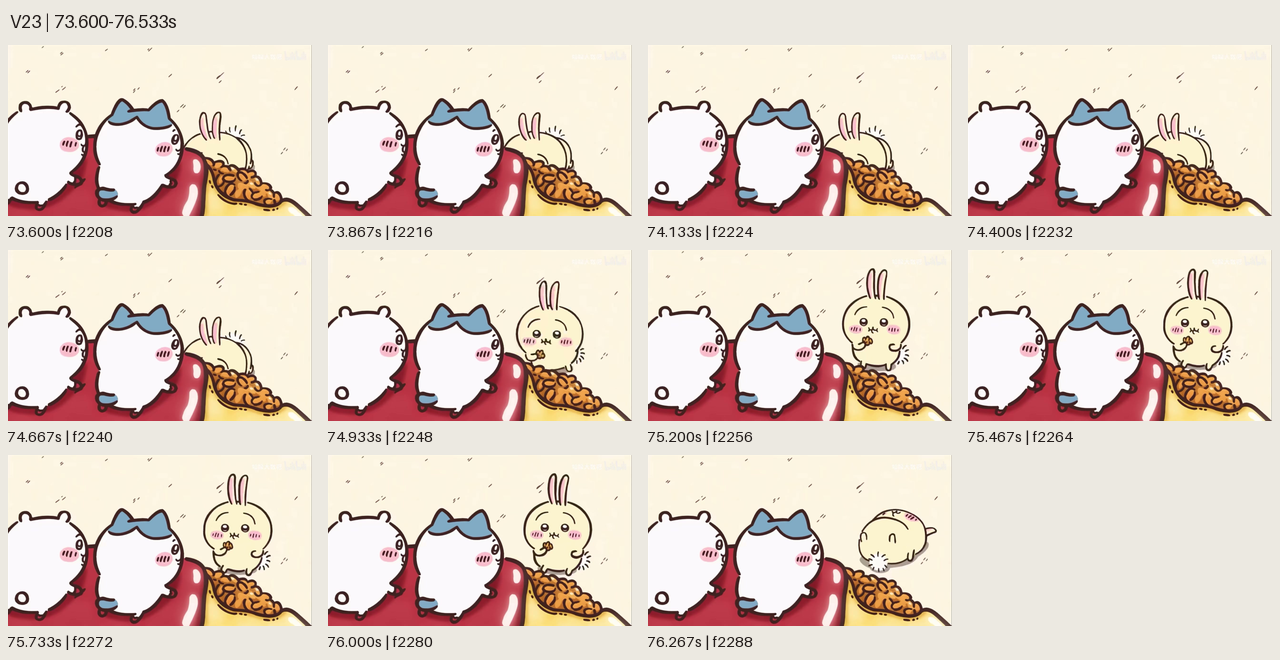 V23 | 73.600-76.533s
73.600s | f2208
73.867s | f2216
74.133s | f2224
74.400s | f2232
74.667s | f2240
74.933s | f2248
75.200s | f2256
75.467s | f2264
75.733s | f2272
76.000s | f2280
76.267s | f2288